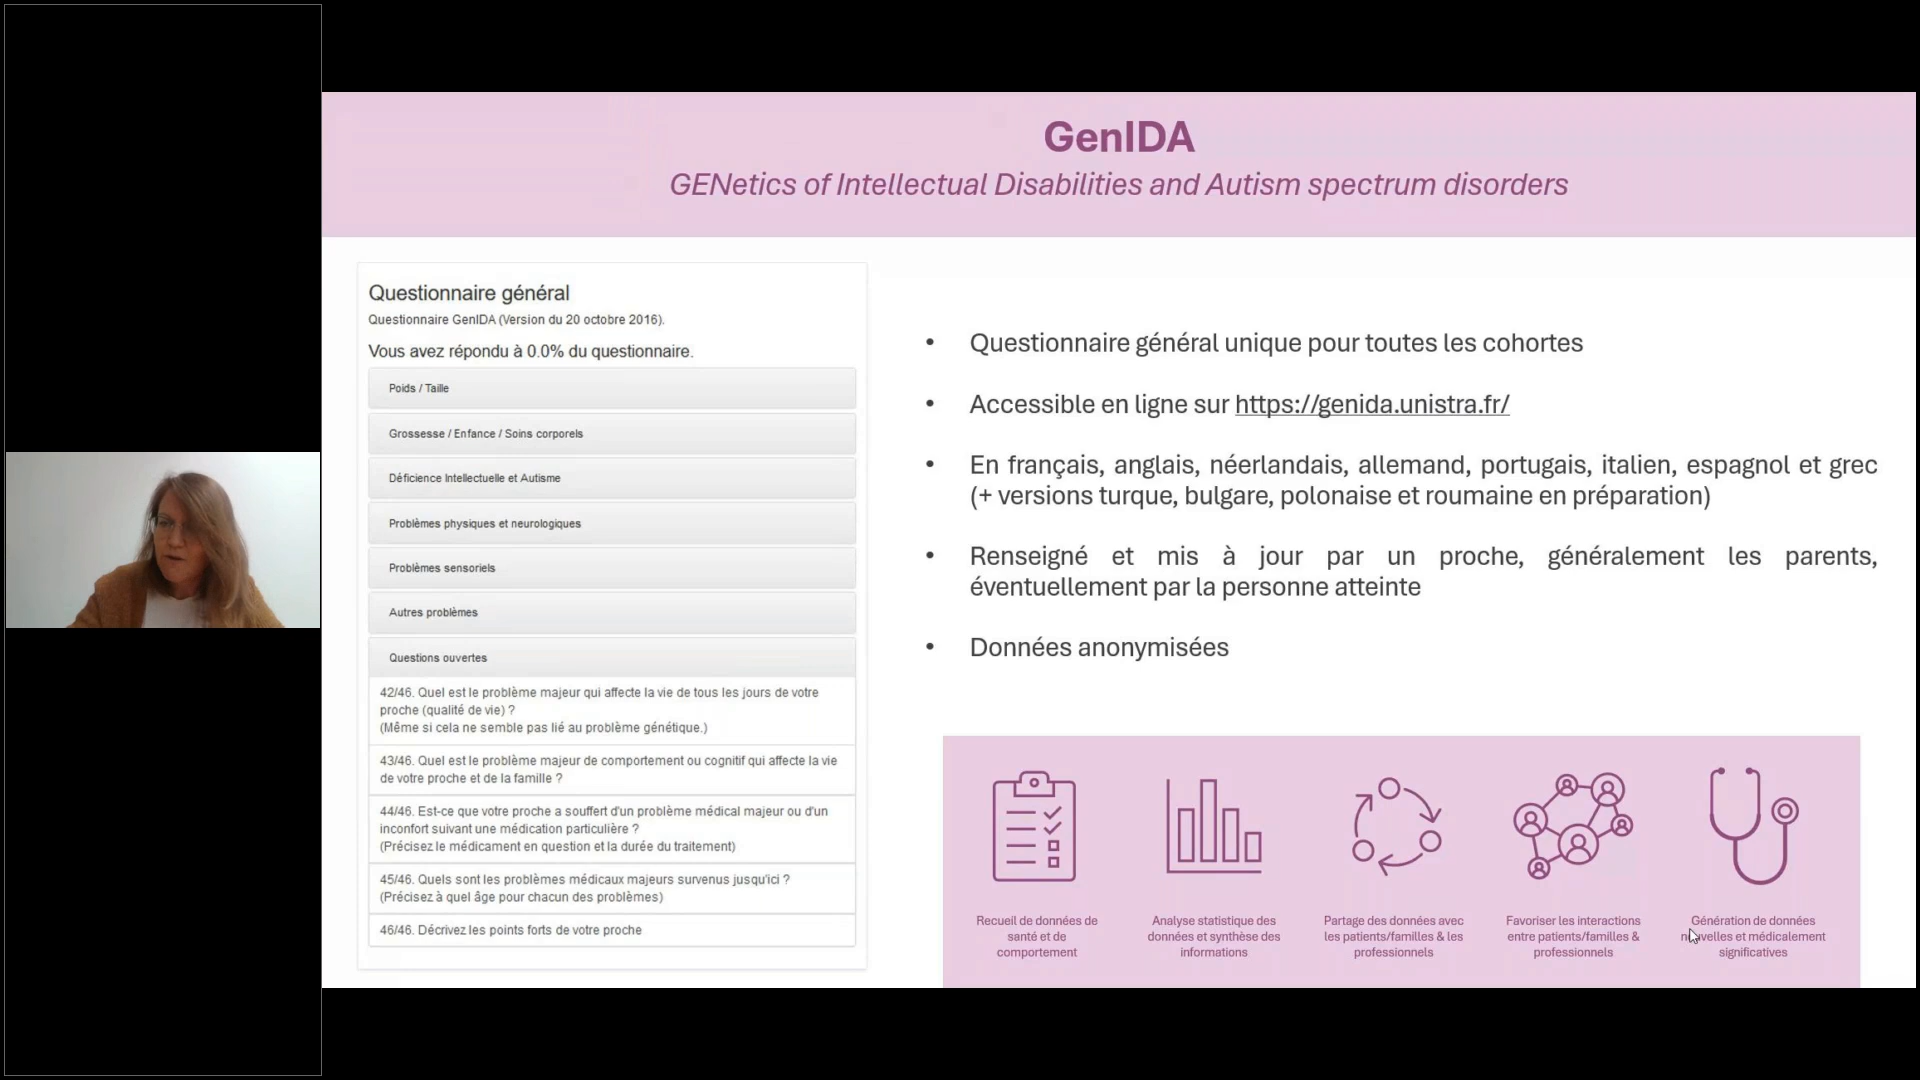 GenIDA
GENetics of Intellectual Disabilities and Autism spectrum disorders
Questionnaire général
Questionnaire GenIDA (Version du 20 octobre 2016).
Vous avez répondu à 0.0% du questionnaire.
Poids / Taille
Grossesse / Enfance / Soins corporels
Déficience Intellectuelle et Autisme
Problèmes physiques et neurologiques
Problèmes sensoriels
Autres problèmes
Questions ouvertes
42/46. Quel est le problème majeur qui affecte la vie de tous les jours de votre
proche (qualité de vie) ?
(Même si cela ne semble pas lié au problème génétique.)
43/46. Quel est le problème majeur de comportement ou cognitif qui affecte la vie
de votre proche et de la famille ?
44/46. Est-ce que votre proche a souffert d'un problème médical majeur ou d'un
inconfort suivant une médication particulière ?
(Précisez le médicament en question et la durée du traitement)
45/46. Quels sont les problèmes médicaux majeurs survenus jusqu'ici ?
(Précisez à quel âge pour chacun des problèmes)
46/46. Décrivez les points forts de votre proche
• Questionnaire général unique pour toutes les cohortes
• Accessible en ligne sur https://genida.unistra.fr/
• En français, anglais, néerlandais, allemand, portugais, italien, espagnol et grec
(+ versions turque, bulgare, polonaise et roumaine en préparation)
• Renseigné et mis à jour par un proche, généralement les parents,
éventuellement par la personne atteinte
• Données anonymisées
Recueil de données de
santé et de
comportement
Analyse statistique des
données et synthèse des
informations
Partage des données avec
les patients/familles & les
professionnels
Favoriser les interactions
entre patients/familles &
professionnels
Génération de données
nouvelles et médicalement
significatives